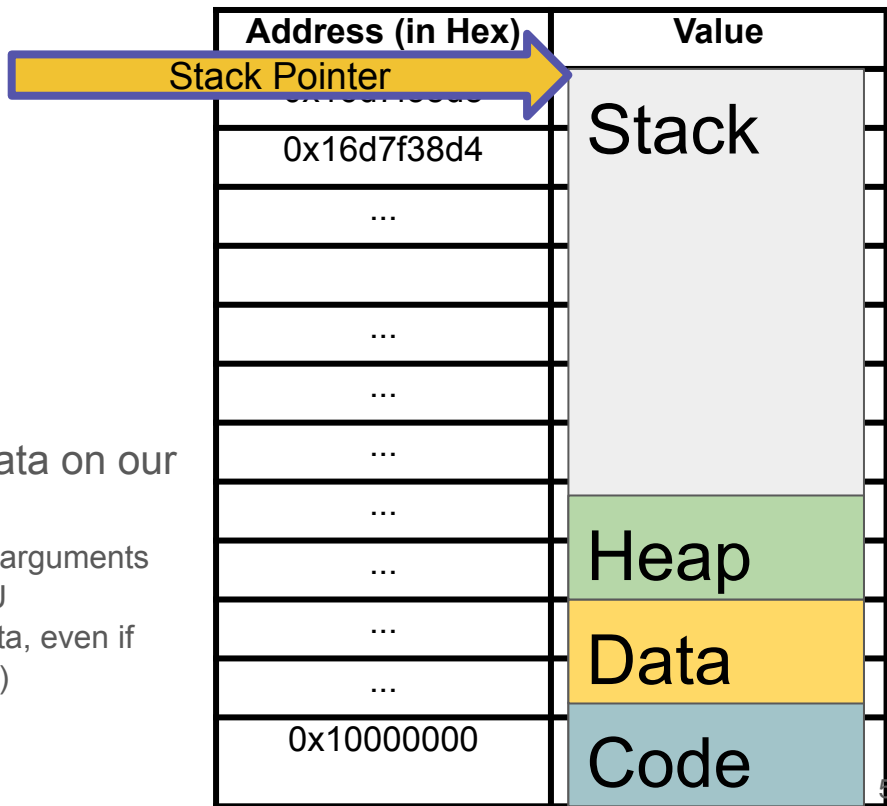 Address (in Hex) Value
Stack Pointer
Stack
0x16d7f38d4
...
...
...
...
...
...
...
...
Heap
Data
Code
0x10000000
ata on our
arguments
ta, even if
)
5